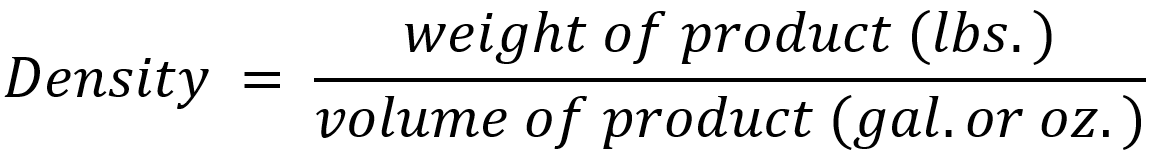 weight of product (lbs.)
Density =
volume of product (gal. or oz.)